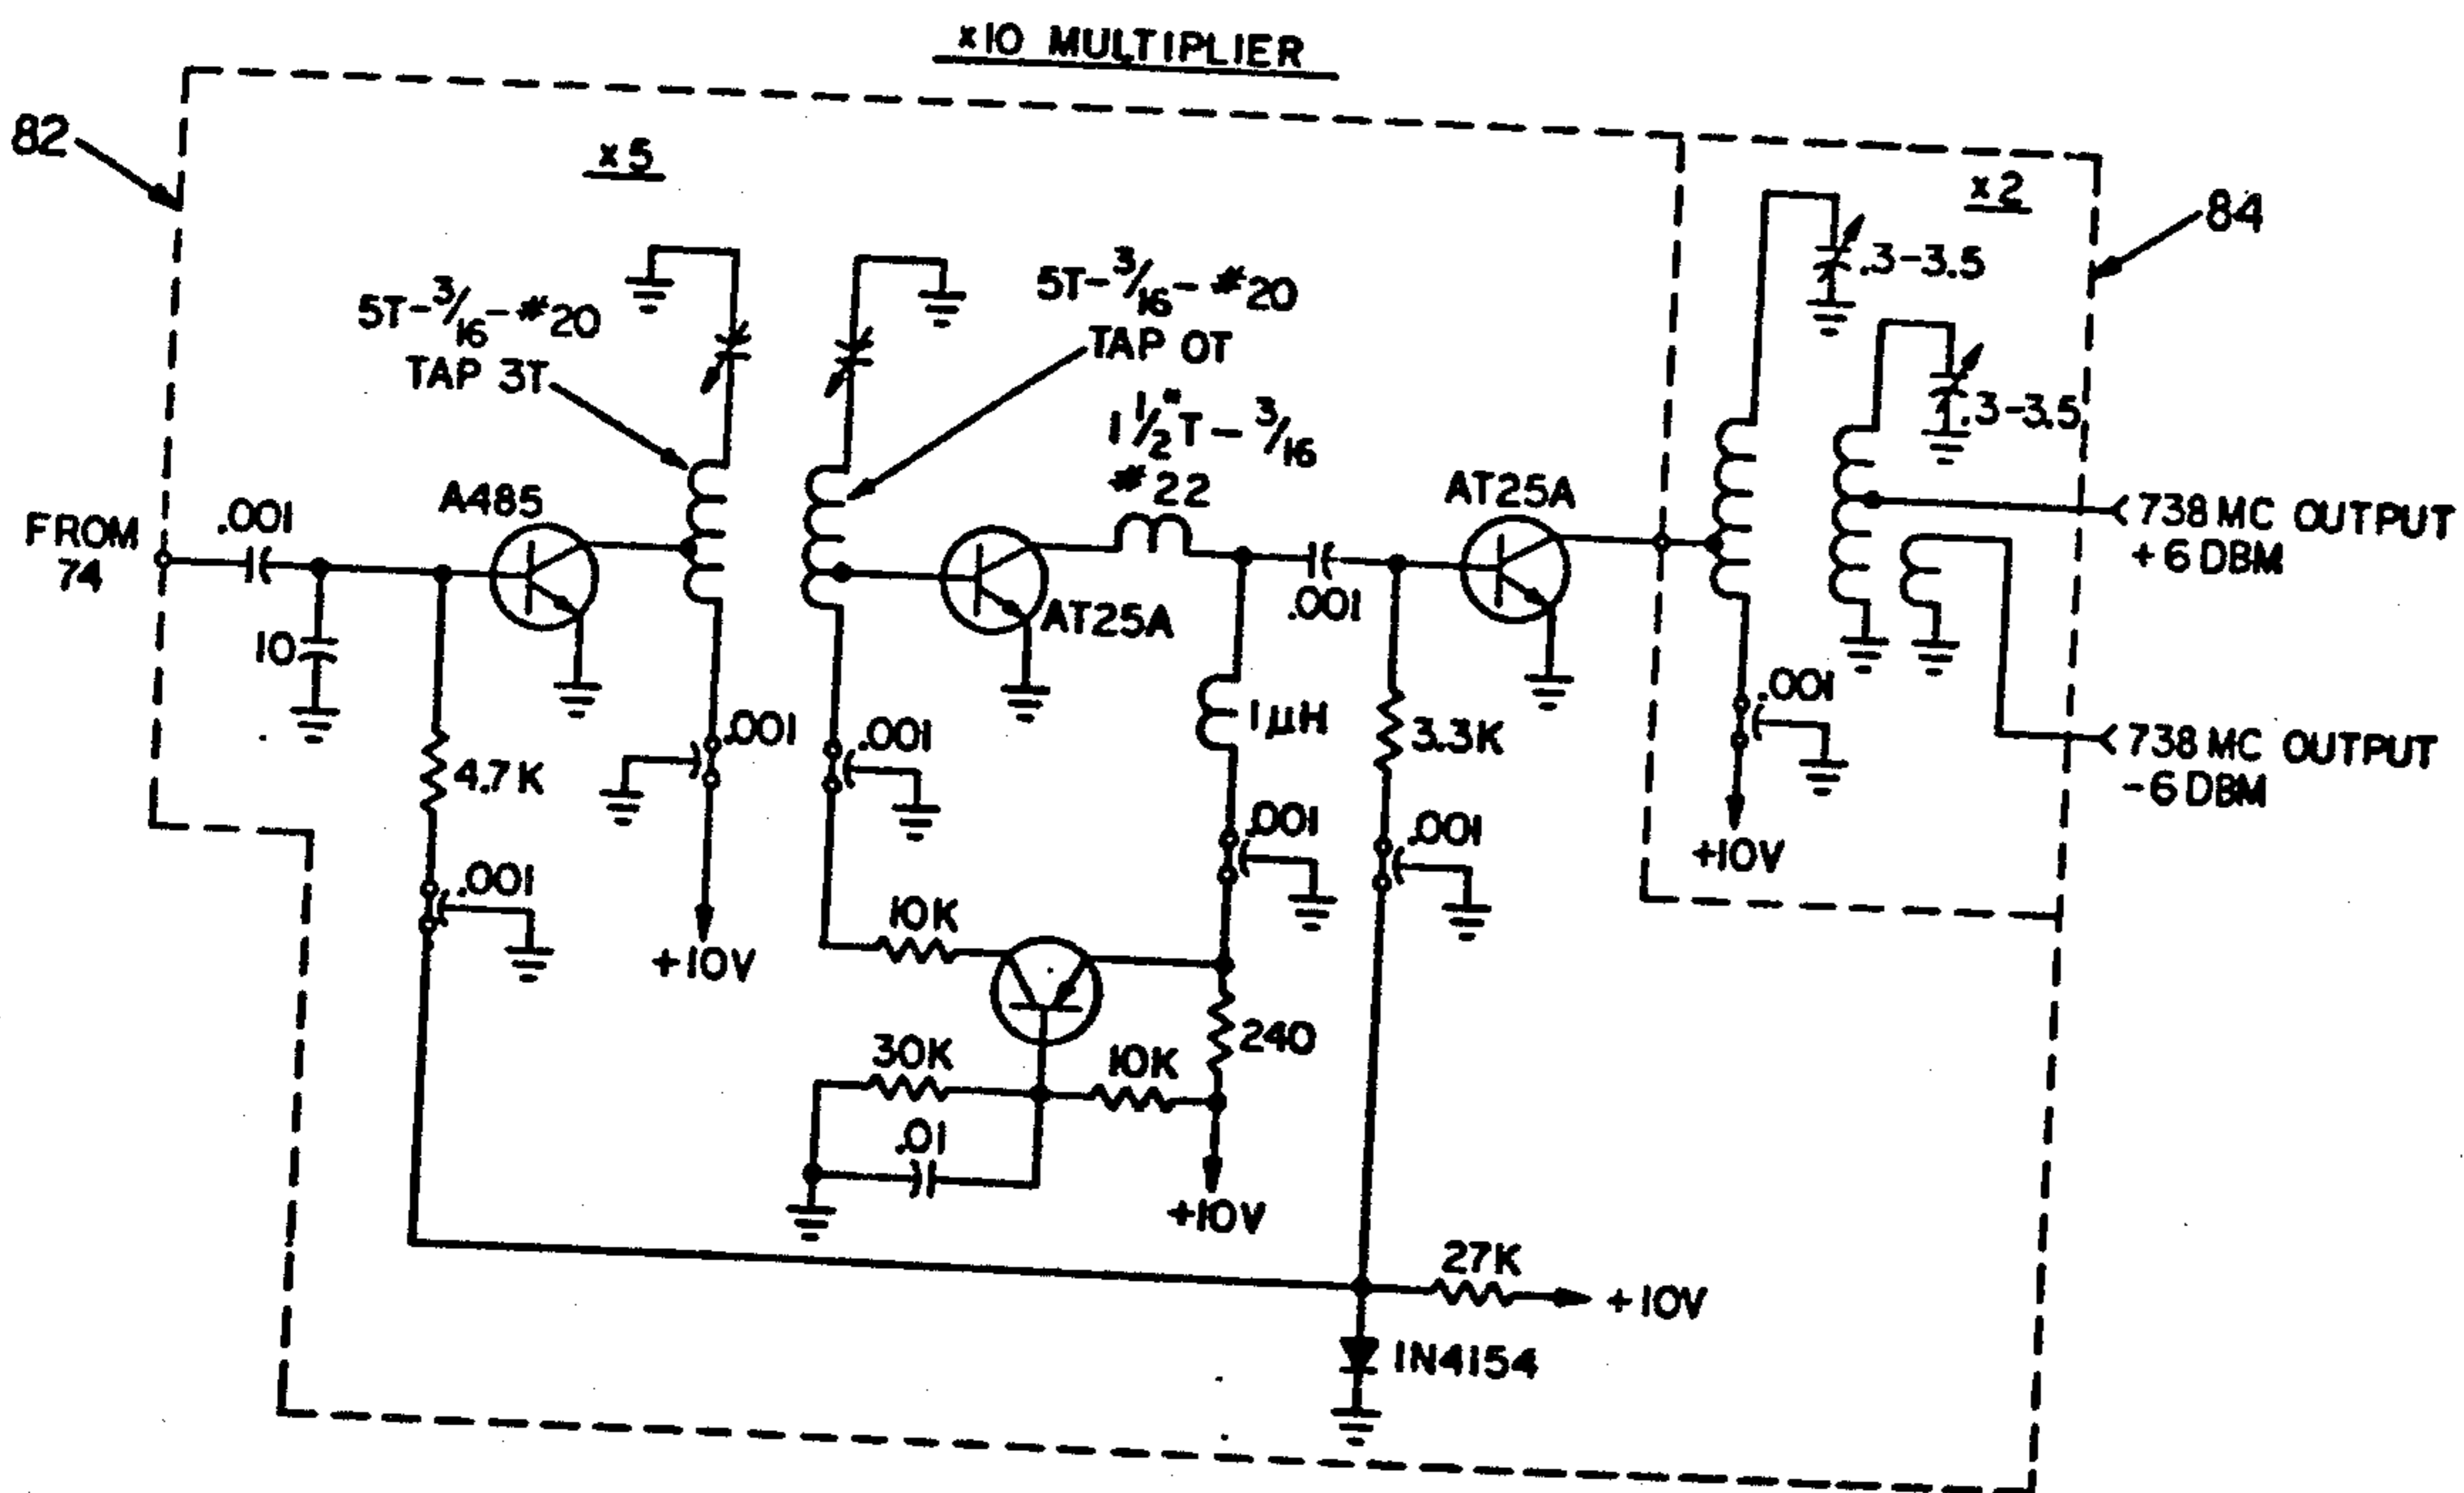 x10 MULTIPLIER
82
x5
x2
84
.3-3.5
.3-3.5
5T-3/16-#20
TAP 3T
5T-3/16-#20
TAP 0T
1 1/2 T-3/16
#22
FROM
74
.001
10
A485
AT25A
.001
AT25A
738 MC OUTPUT
+6 DBM
738 MC OUTPUT
-6 DBM
4.7K
.001
.001
+10V
.001
1µH
.001
3.3K
.001
.001
+10V
10K
240
30K
10K
.01
+10V
27K
+10V
1N4154